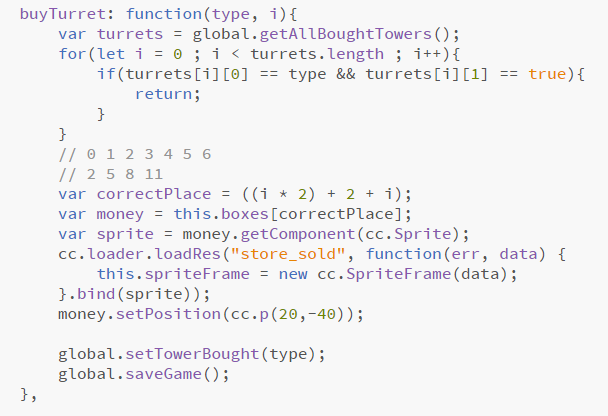 buyTurret: function(type, i){
    var turrets = global.getAllBoughtTowers();
    for(let i = 0 ; i < turrets.length ; i++){
        if(turrets[i][0] == type && turrets[i][1] == true){
            return;
        }
    }
    // 0 1 2 3 4 5 6
    // 2 5 8 11
    var correctPlace = ((i * 2) + 2 + i);
    var money = this.boxes[correctPlace];
    var sprite = money.getComponent(cc.Sprite);
    cc.loader.loadRes("store_sold", function(err, data) {
        this.spriteFrame = new cc.SpriteFrame(data);
    }.bind(sprite));
    money.setPosition(cc.p(20,-40));

    global.setTowerBought(type);
    global.saveGame();
},